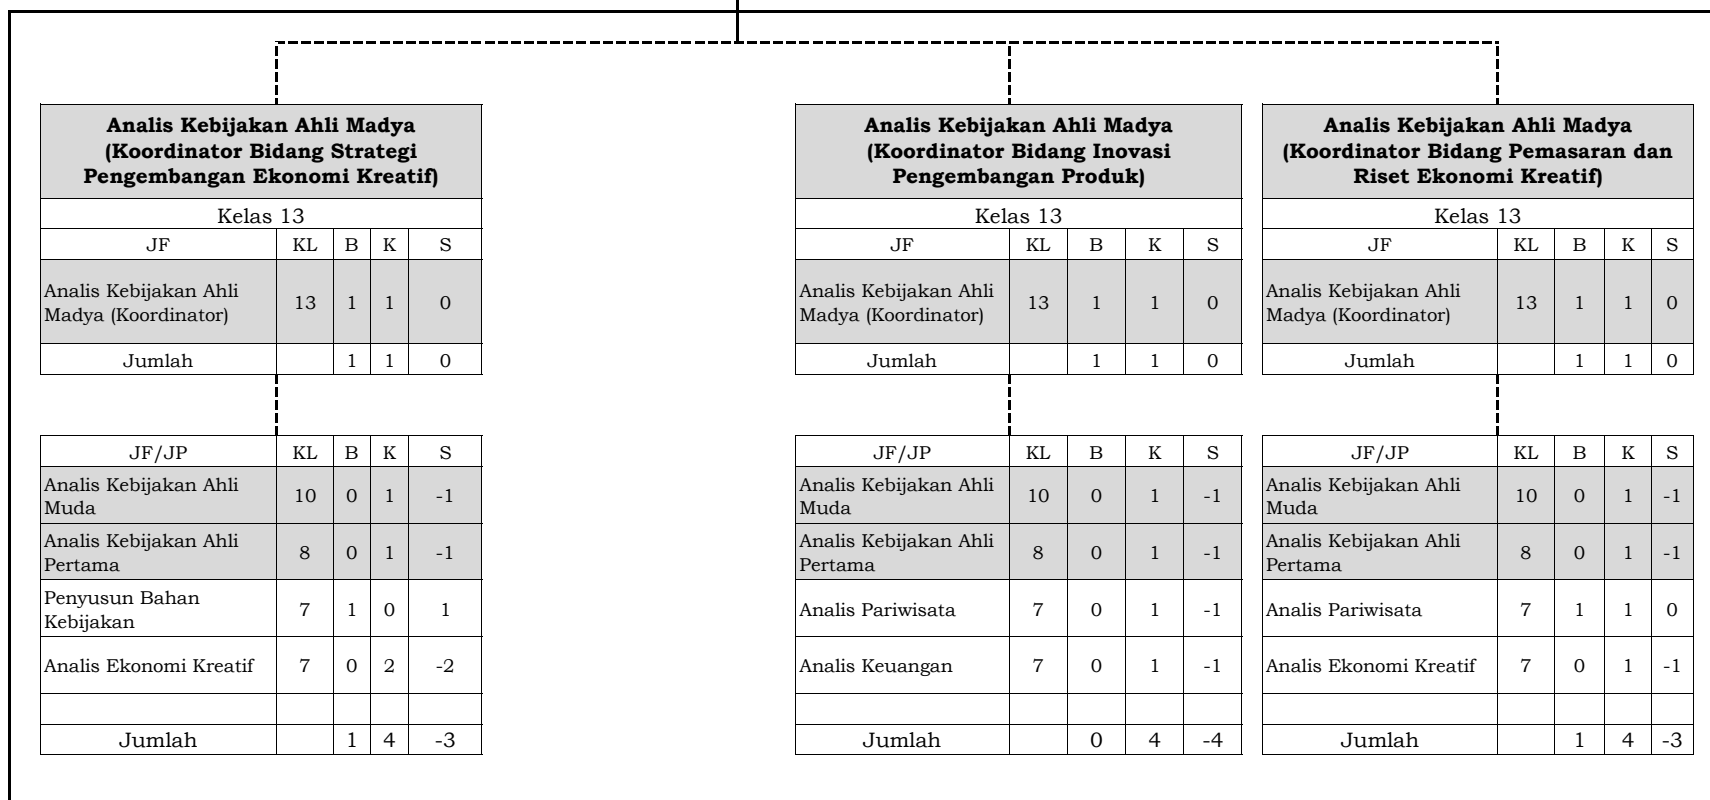 Analis Kebijakan Ahli Madya
(Koordinator Bidang Strategi
Pengembangan Ekonomi Kreatif)
Kelas 13
JF KL B K S
Analis Kebijakan Ahli
Madya (Koordinator) 13 1 1 0
Jumlah 1 1 0
JF/JP KL B K S
Analis Kebijakan Ahli
Muda 10 0 1 -1
Analis Kebijakan Ahli
Pertama 8 0 1 -1
Penyusun Bahan
Kebijakan 7 1 0 1
Analis Ekonomi Kreatif 7 0 2 -2
Jumlah 1 4 -3
Analis Kebijakan Ahli Madya
(Koordinator Bidang Inovasi
Pengembangan Produk)
Kelas 13
JF KL B K S
Analis Kebijakan Ahli
Madya (Koordinator) 13 1 1 0
Jumlah 1 1 0
JF/JP KL B K S
Analis Kebijakan Ahli
Muda 10 0 1 -1
Analis Kebijakan Ahli
Pertama 8 0 1 -1
Analis Pariwisata 7 0 1 -1
Analis Keuangan 7 0 1 -1
Jumlah 0 4 -4
Analis Kebijakan Ahli Madya
(Koordinator Bidang Pemasaran dan
Riset Ekonomi Kreatif)
Kelas 13
JF KL B K S
Analis Kebijakan Ahli
Madya (Koordinator) 13 1 1 0
Jumlah 1 1 0
JF/JP KL B K S
Analis Kebijakan Ahli
Muda 10 0 1 -1
Analis Kebijakan Ahli
Pertama 8 0 1 -1
Analis Pariwisata 7 1 1 0
Analis Ekonomi Kreatif 7 0 1 -1
Jumlah 1 4 -3